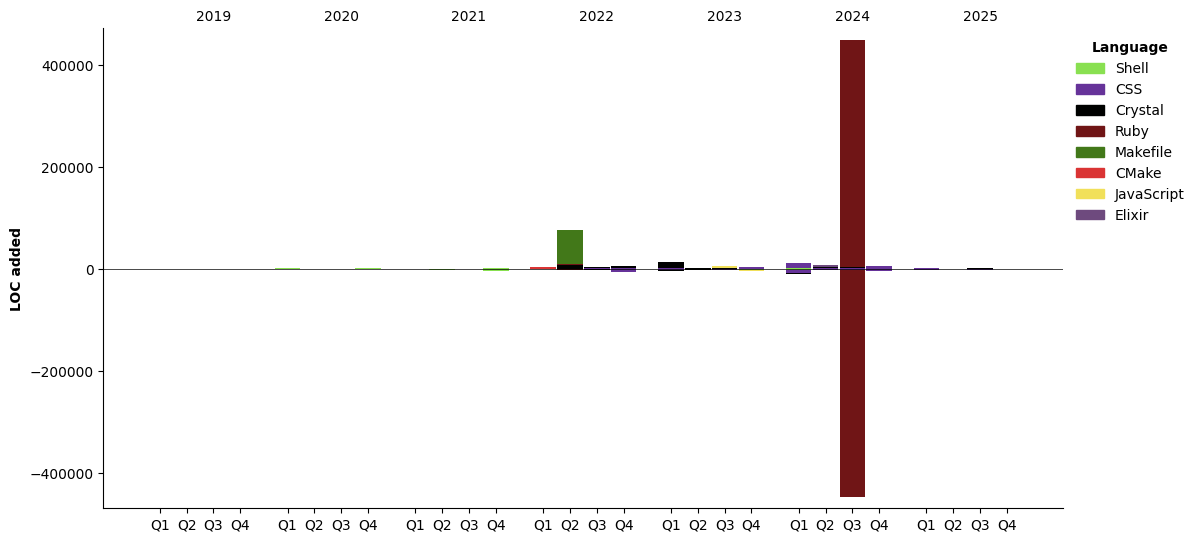 2019 2020 2021 2022 2023 2024 2025
LOC added
400000
200000
0
−200000
−400000
Q1 Q2 Q3 Q4 Q1 Q2 Q3 Q4 Q1 Q2 Q3 Q4 Q1 Q2 Q3 Q4 Q1 Q2 Q3 Q4 Q1 Q2 Q3 Q4 Q1 Q2 Q3 Q4
Language
Shell
CSS
Crystal
Ruby
Makefile
CMake
JavaScript
Elixir